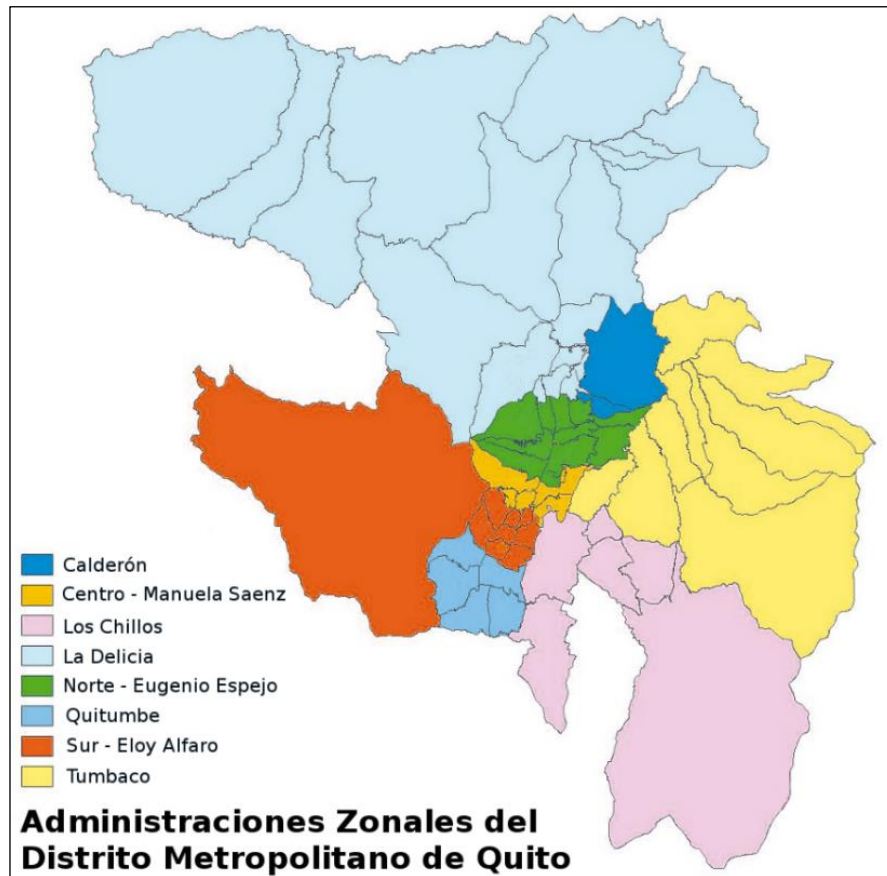 Calderón
Centro - Manuela Saenz
Los Chillos
La Delicia
Norte - Eugenio Espejo
Quitumbe
Sur - Eloy Alfaro
Tumbaco
Administraciones Zonales del
Distrito Metropolitano de Quito